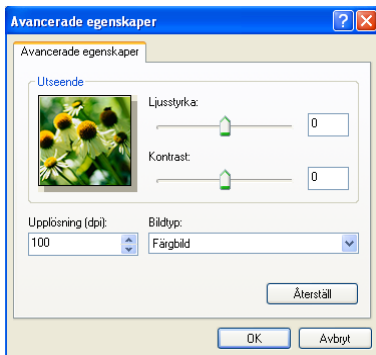 Avancerade egenskaper
Avancerade egenskaper
Utseende
Ljusstyrka:
0
Kontrast:
0
Upplösning (dpi):
Bildtyp:
100
Färgbild
Återställ
OK
Avbryt